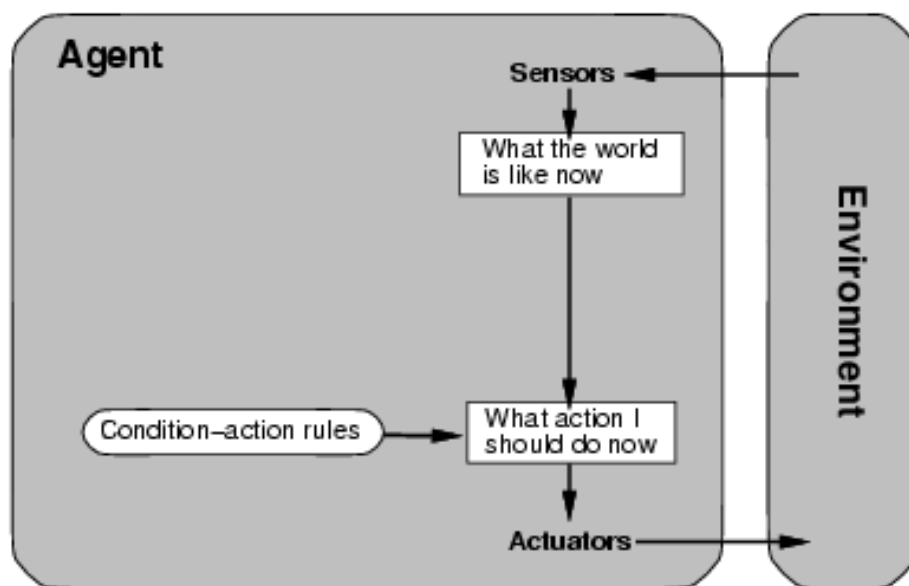 Agent
Sensors
What the world
is like now
Environment
Condition–action rules
What action I
should do now
Actuators